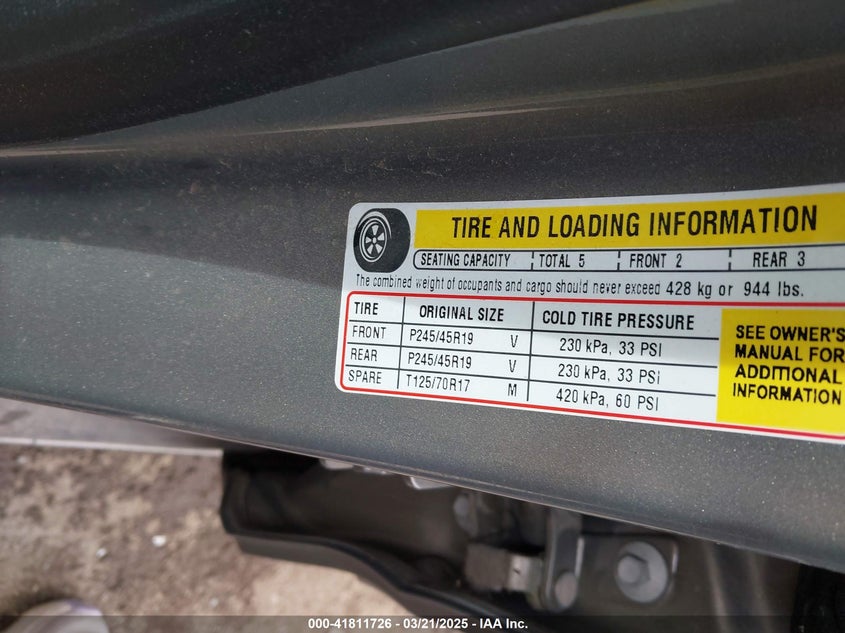 TIRE AND LOADING INFORMATION
SEATING CAPACITY TOTAL 5 FRONT 2 REAR 3
The combined weight of occupants and cargo should never exceed 428 kg or 944 lbs.
TIRE ORIGINAL SIZE COLD TIRE PRESSURE
FRONT P245/45R19 V 230 kPa, 33 PSI
REAR P245/45R19 V 230 kPa, 33 PSI
SPARE T125/70R17 M 420 kPa, 60 PSI
SEE OWNER'S
MANUAL FOR
ADDITIONAL
INFORMATION
000-41811726 - 03/21/2025 - IAA Inc.